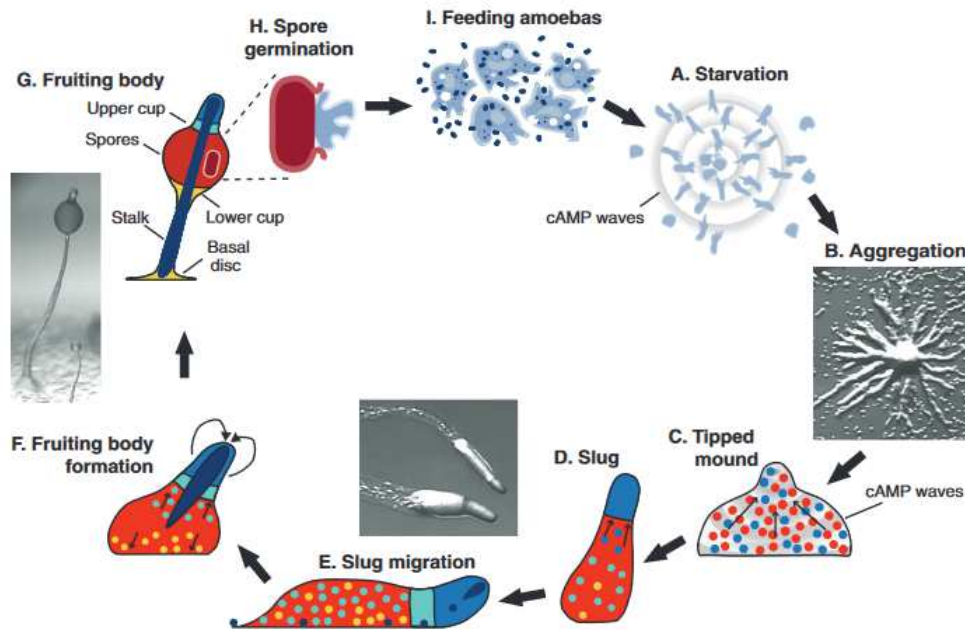 I. Feeding amoebas
H. Spore
germination
A. Starvation
G. Fruiting body
Upper cup
Spores
cAMP waves
Lower cup
Stalk
Basal
disc
B. Aggregation
F. Fruiting body
formation
C. Tipped
mound
D. Slug
cAMP waves
E. Slug migration